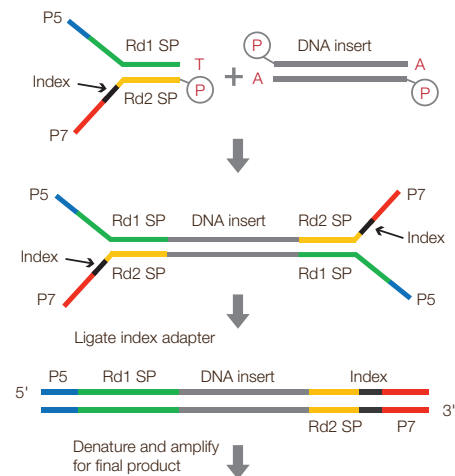 P5
Rd1 SP
T
P
DNA insert
A
Index
A
Rd2 SP
P
P
P7
P5
P7
Rd1 SP
DNA insert
Rd2 SP
Index
Index
Rd2 SP
Rd1 SP
P7
P5
Ligate index adapter
P5
Rd1 SP
DNA insert
Index
5'
3'
Rd2 SP
P7
Denature and amplify
for final product